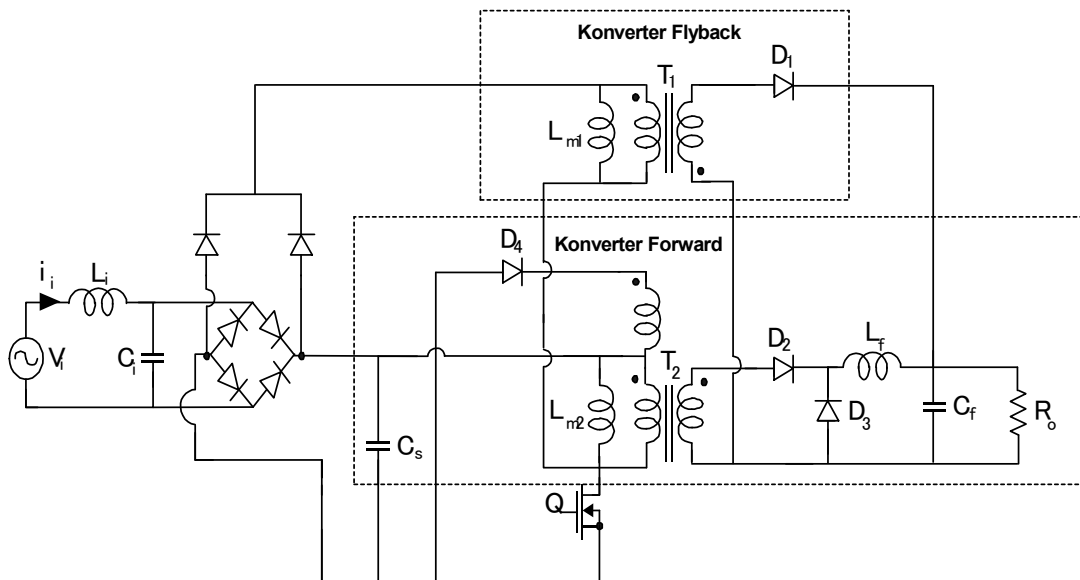 Konverter Flyback
T1
D1
Lm1
Konverter Forward
D4
ii
Li
Vi
Ci
D2
Lf
T2
Lm2
D3
Cf
Ro
Cs
Q